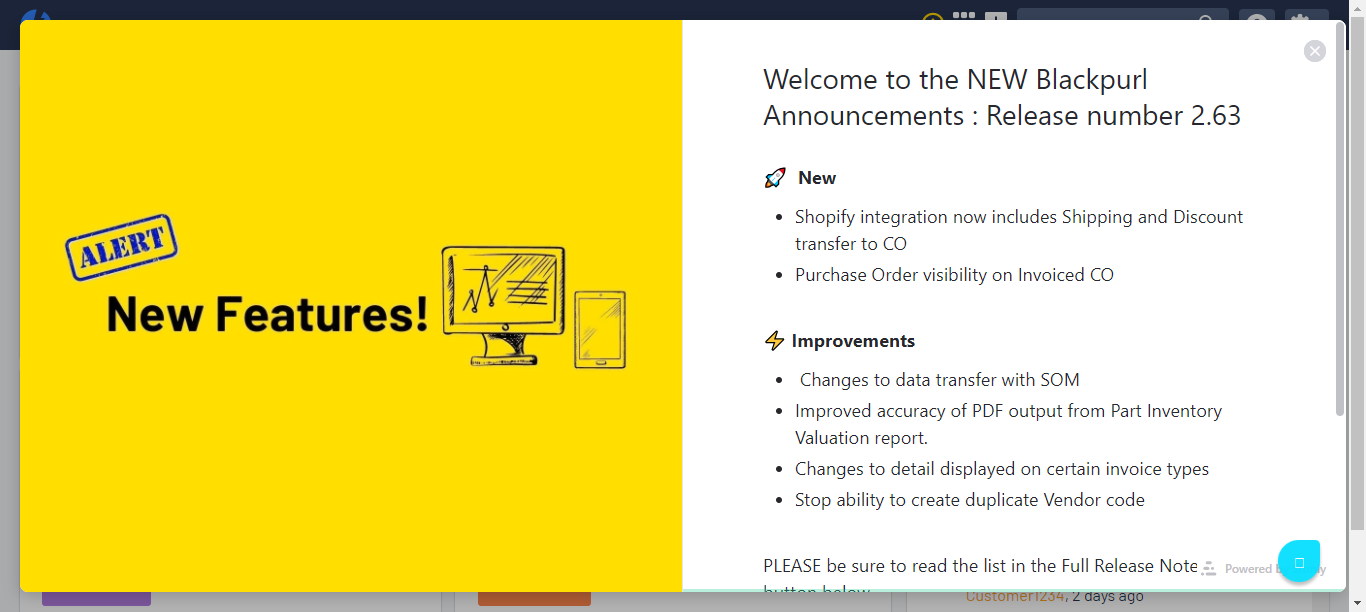 Welcome to the NEW Blackpurl
Announcements : Release number 2.63
🚀 New
• Shopify integration now includes Shipping and Discount
transfer to CO
• Purchase Order visibility on Invoiced CO
ALERT
New Features!
⚡ Improvements
• Changes to data transfer with SOM
• Improved accuracy of PDF output from Part Inventory
Valuation report.
• Changes to detail displayed on certain invoice types
• Stop ability to create duplicate Vendor code
PLEASE be sure to read the list in the Full Release Note
Powered
button below
Customer1234, 2 days ago